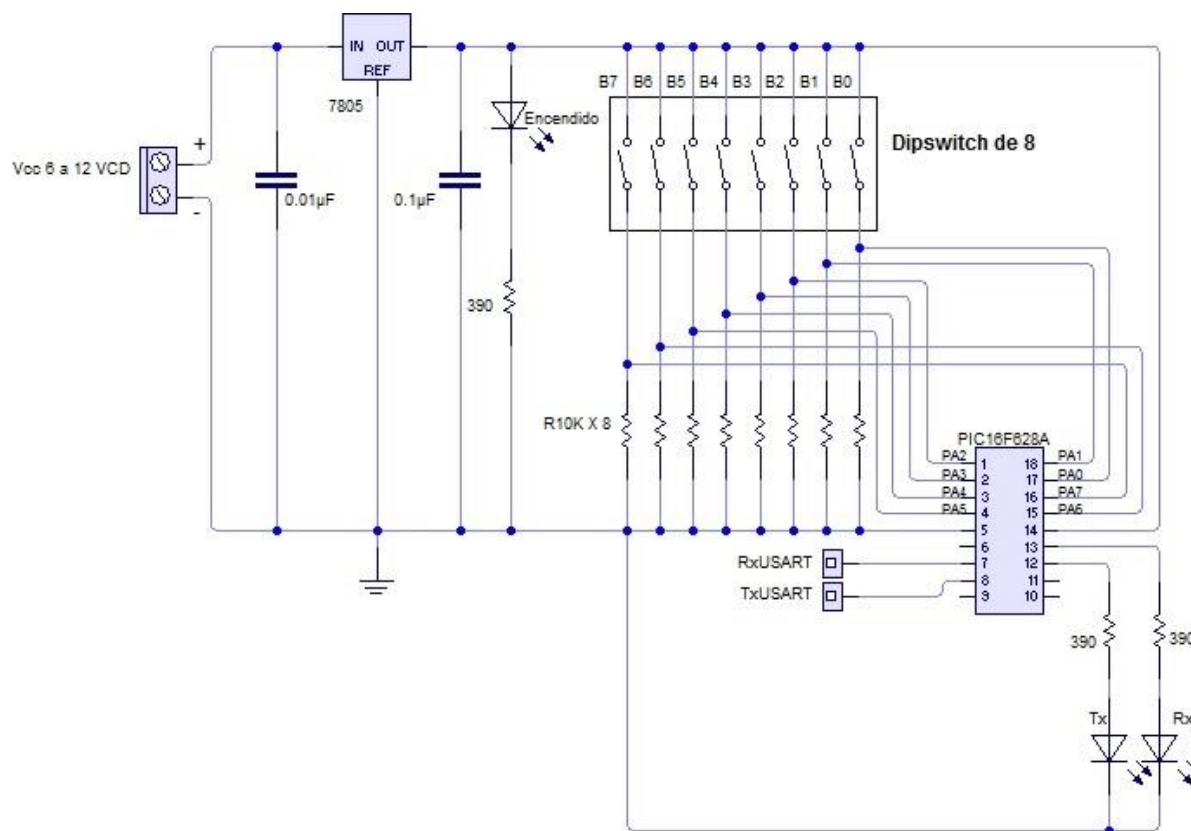 IN OUT
REF
7805
+
Vcc 6 a 12 VCD
-
0.01µF
0.1µF
Encendido
390
B7 B6 B5 B4 B3 B2 B1 B0
Dipswitch de 8
R10K X 8
PIC16F628A
PA2 1 18 PA1
PA3 2 17 PA0
PA4 3 16 PA7
PA5 4 15 PA6
5 14
6 13
7 12
8 11
9 10
RxUSART
TxUSART
390
390
Tx
Rx